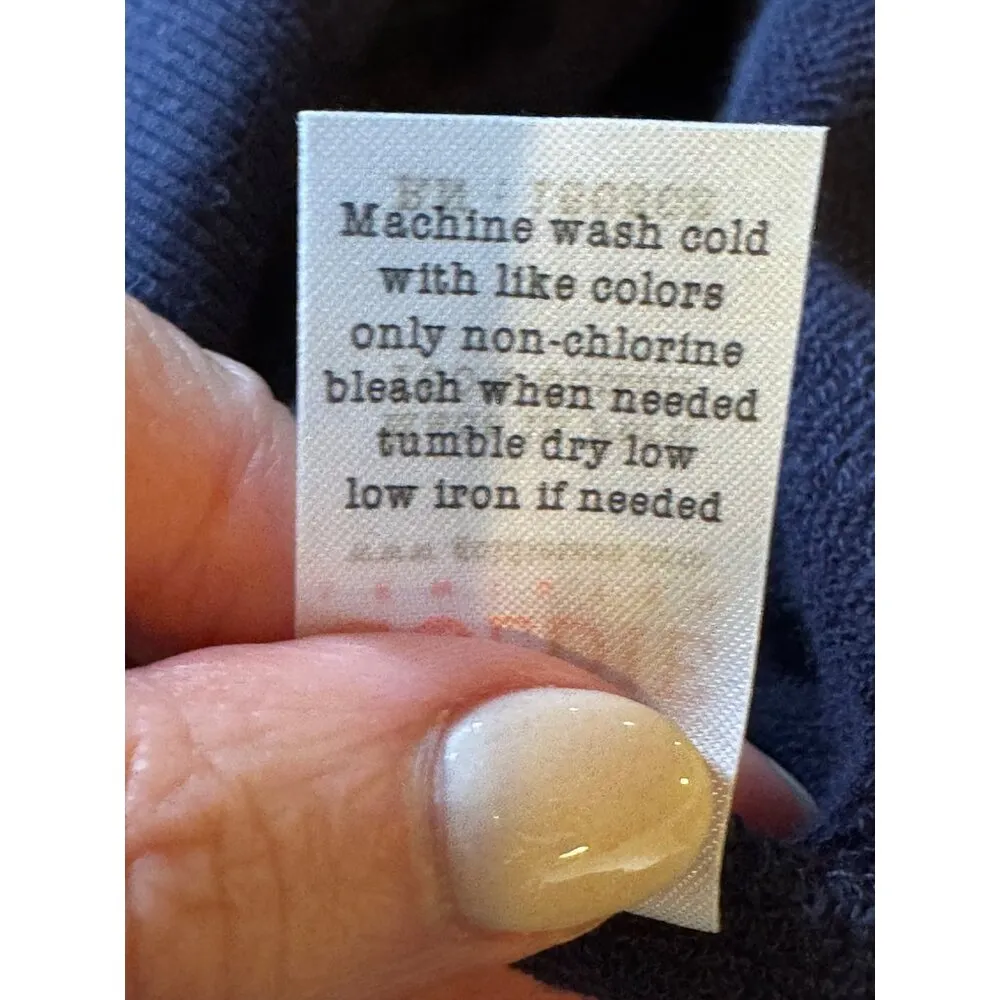 Machine wash cold
with like colors
only non-chlorine
bleach when needed
tumble dry low
low iron if needed